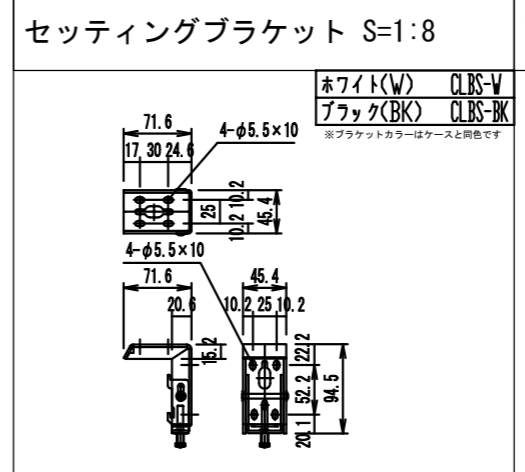 セッティングブラケット S=1:8
ホワイト(W) CLBS-W
ブラック(BK) CLBS-BK
※ブラケットカラーはケースと同色です
71.6
4-φ5.5×10
17 30 24.6
10.2
25
45.4
10.2
4-φ5.5×10
71.6
45.4
20.6
10.2 25 10.2
15.2
22.2
52.2
94.5
20.1